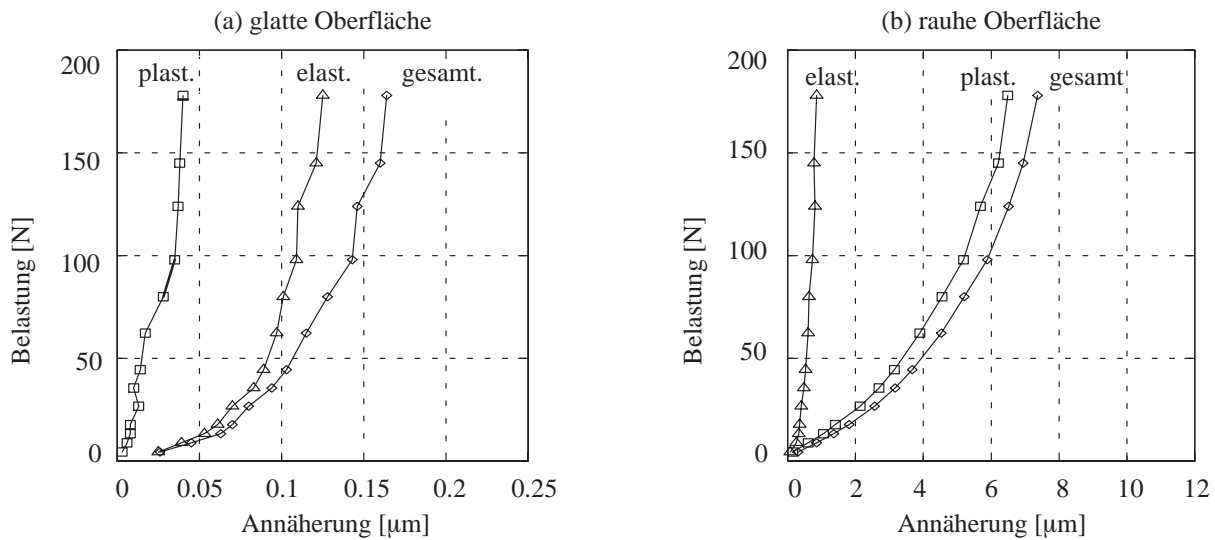 (a) glatte Oberfläche
200
150
100
50
0
plast.
elast.
gesamt.
0
0.05
0.1
0.15
0.2
0.25
Belastung [N]
Annäherung [µm]
(b) rauhe Oberfläche
200
150
100
50
0
elast.
plast.
gesamt
0
2
4
6
8
10
12
Belastung [N]
Annäherung [µm]